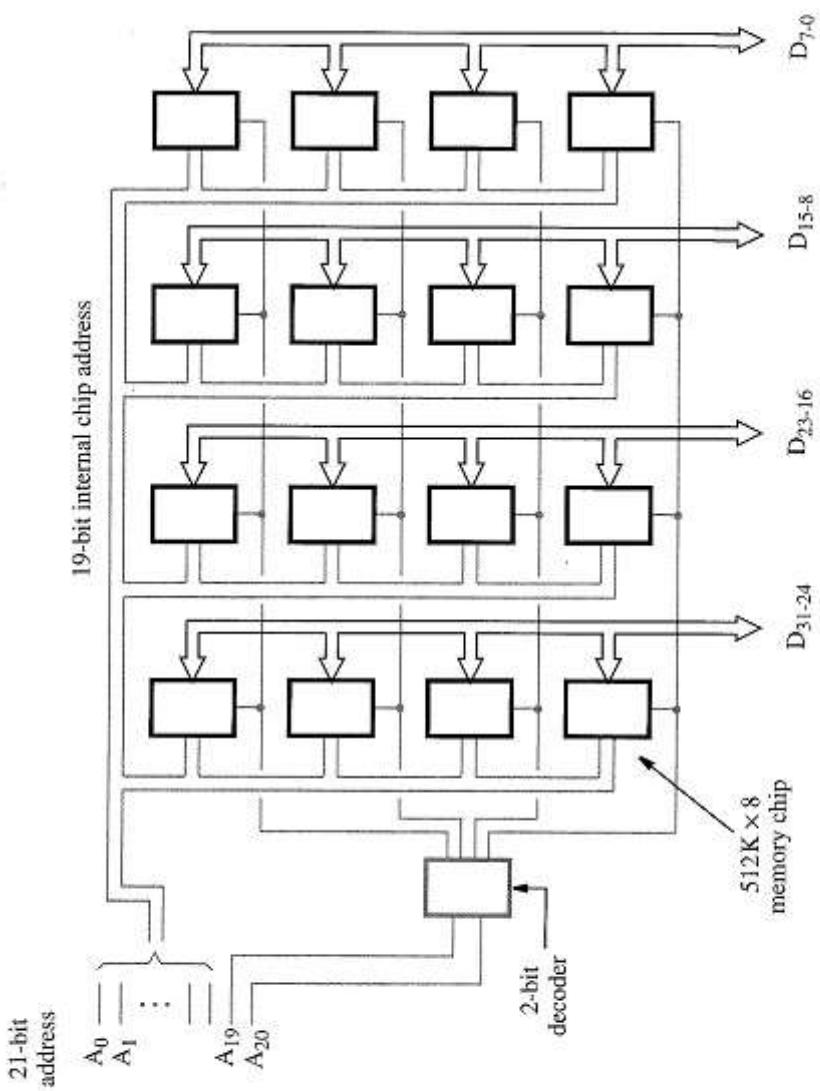 21-bit
address
A0
A1
...
A19
A20
19-bit internal chip address
2-bit
decoder
512K × 8
memory chip
D31-24
D23-16
D15-8
D7-0